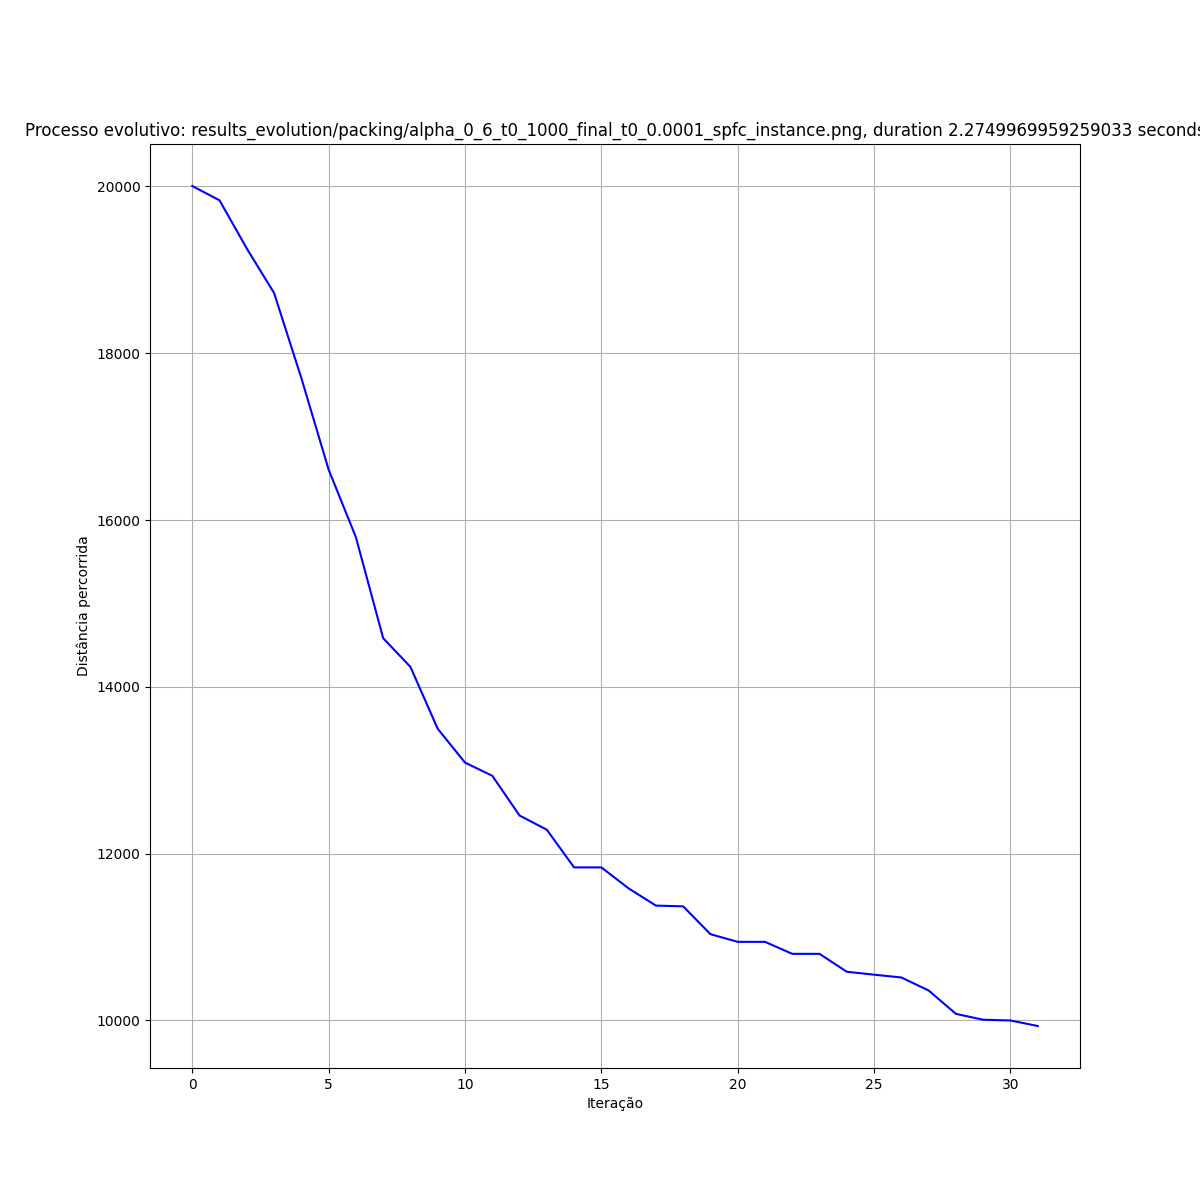 Processo evolutivo: results_evolution/packing/alpha_0_6_t0_1000_final_t0_0.0001_spfc_instance.png, duration 2.2749969959259033 seconds
20000
18000
16000
14000
12000
10000
Distância percorrida
0 5 10 15 20 25 30
Iteração